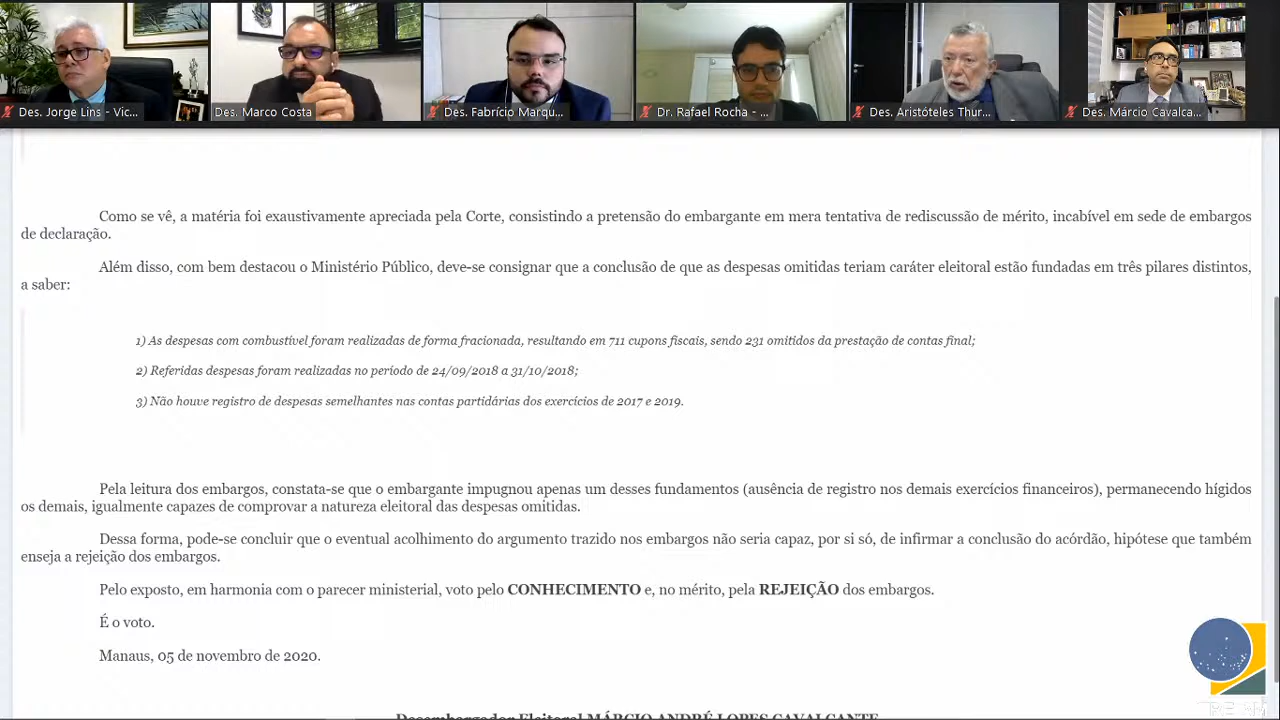 Des. Jorge Lins - Vic...
Des. Marco Costa
Des. Fabrício Marqu...
Dr. Rafael Rocha - ...
Des. Aristóteles Thur...
Des. Márcio Cavalca...
Como se vê, a matéria foi exaustivamente apreciada pela Corte, consistindo a pretensão do embargante em mera tentativa de rediscussão de mérito, incabível em sede de embargos
de declaração.
Além disso, com bem destacou o Ministério Público, deve-se consignar que a conclusão de que as despesas omitidas teriam caráter eleitoral estão fundadas em três pilares distintos,
a saber:
1) As despesas com combustível foram realizadas de forma fracionada, resultando em 711 cupons fiscais, sendo 231 omitidos da prestação de contas final;
2) Referidas despesas foram realizadas no período de 24/09/2018 a 31/10/2018;
3) Não houve registro de despesas semelhantes nas contas partidárias dos exercícios de 2017 e 2019.
Pela leitura dos embargos, constata-se que o embargante impugnou apenas um desses fundamentos (ausência de registro nos demais exercícios financeiros), permanecendo hígidos
os demais, igualmente capazes de comprovar a natureza eleitoral das despesas omitidas.
Dessa forma, pode-se concluir que o eventual acolhimento do argumento trazido nos embargos não seria capaz, por si só, de infirmar a conclusão do acórdão, hipótese que também
enseja a rejeição dos embargos.
Pelo exposto, em harmonia com o parecer ministerial, voto pelo CONHECIMENTO e, no mérito, pela REJEIÇÃO dos embargos.
É o voto.
Manaus, 05 de novembro de 2020.
Desembargador Eleitoral MÁRCIO ANDRÉ LOPES CAVALCANTE
TRE-AM